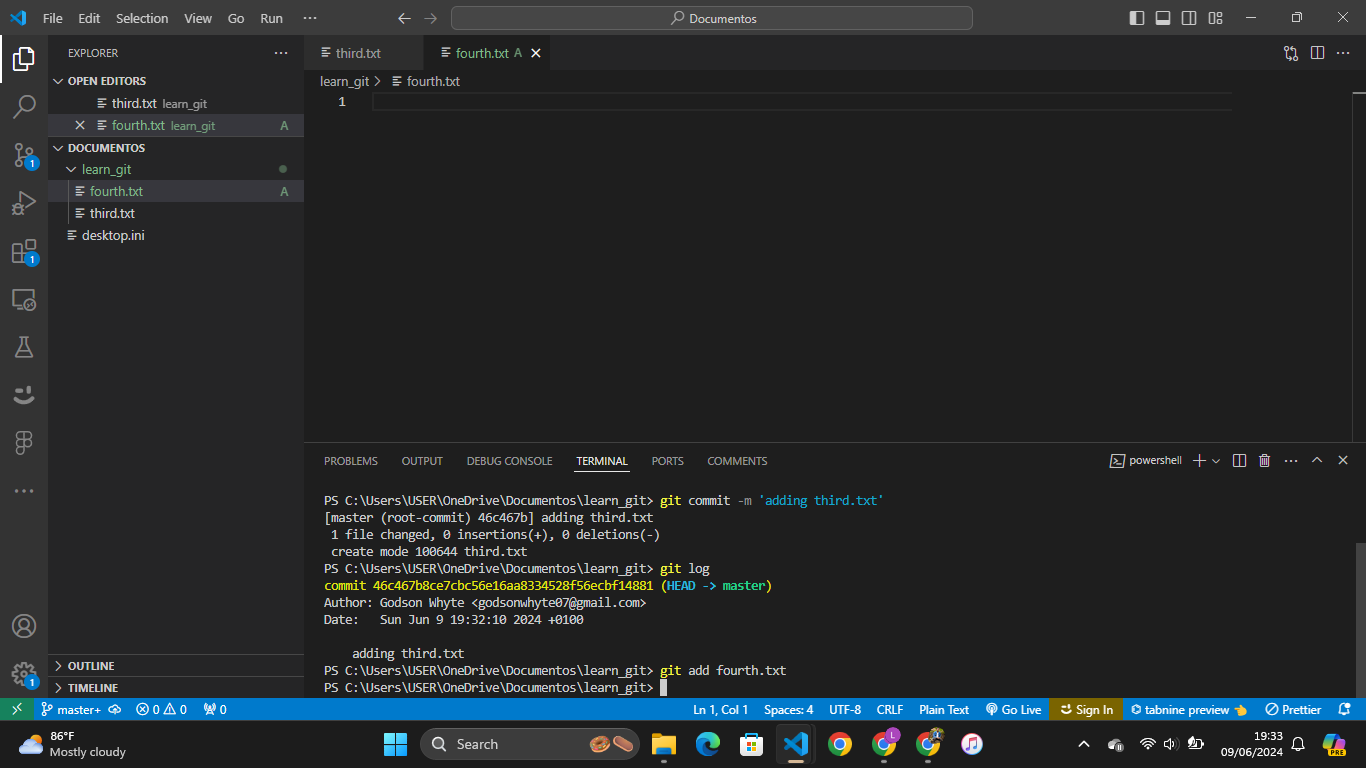 File Edit Selection View Go Run ··· Documentos
EXPLORER ···
OPEN EDITORS
third.txt learn_git
fourth.txt learn_git A
DOCUMENTOS
learn_git
fourth.txt A
third.txt
desktop.ini
OUTLINE
TIMELINE
1
1
1
third.txt fourth.txt A
learn_git > fourth.txt
1
PROBLEMS OUTPUT DEBUG CONSOLE TERMINAL PORTS COMMENTS powershell
PS C:\Users\USER\OneDrive\Documentos\learn_git> git commit -m 'adding third.txt'
[master (root-commit) 46c467b] adding third.txt
1 file changed, 0 insertions(+), 0 deletions(-)
create mode 100644 third.txt
PS C:\Users\USER\OneDrive\Documentos\learn_git> git log
commit 46c467b8ce7cbc56e16aa8334528f56ecbf14881 (HEAD -> master)
Author: Godson Whyte <godsonwhyte07@gmail.com>
Date: Sun Jun 9 19:32:10 2024 +0100
adding third.txt
PS C:\Users\USER\OneDrive\Documentos\learn_git> git add fourth.txt
PS C:\Users\USER\OneDrive\Documentos\learn_git>
master+ 0 0 0 Ln 1, Col 1 Spaces: 4 UTF-8 CRLF Plain Text Go Live Sign In tabnine preview Prettier
86°F
Mostly cloudy
Search
L
19:33
09/06/2024
PRE